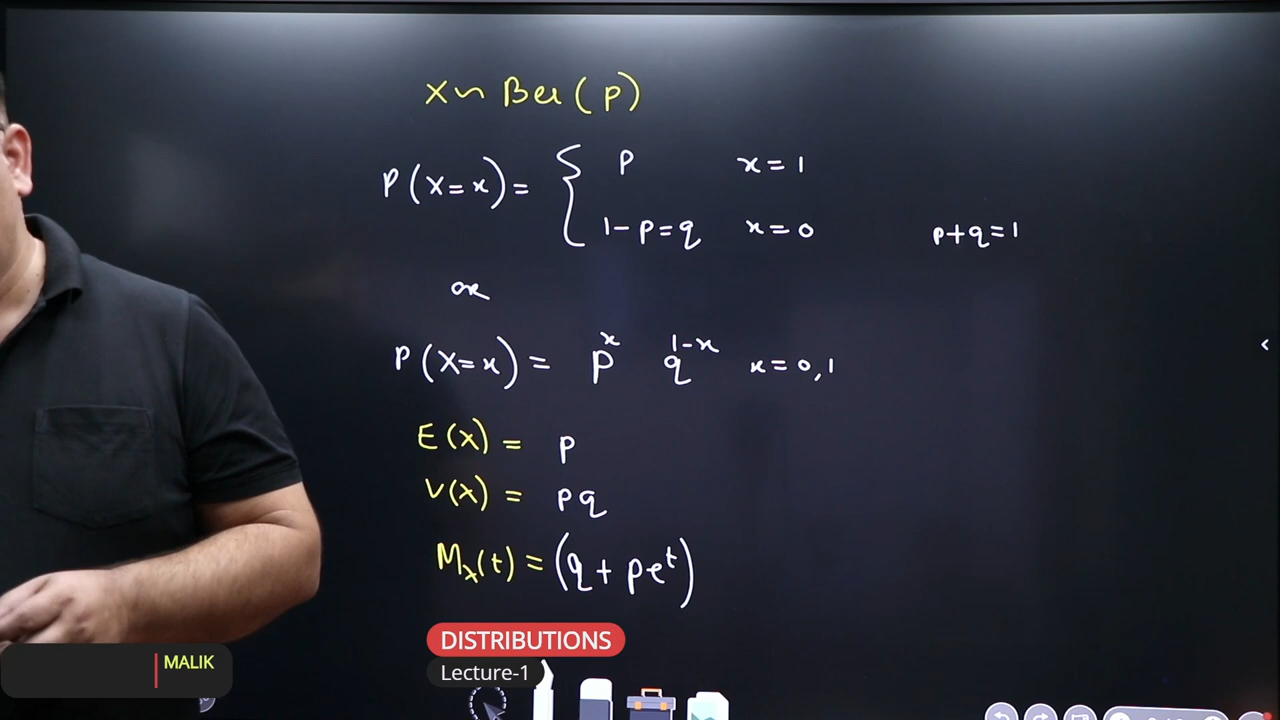 X ~ Ber(p)
P(X=x) = { p x=1
1-p=q x=0 p+q=1
or
P(X=x) = p^x q^{1-x} x=0,1
E(X) = p
V(X) = pq
M_X(t) = (q + pe^t)
DISTRIBUTIONS
Lecture-1
MALIK